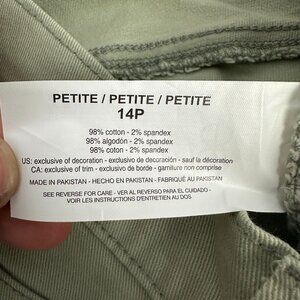 PETITE / PETITE / PETITE
14P
98% cotton - 2% spandex
98% algodón - 2% spandex
98% coton - 2% spandex
US: exclusive of decoration - exclusivo de decoración - sauf la décoration
CA: exclusive of trim - exclusivo de borde - garniture non comprise
MADE IN PAKISTAN - HECHO EN PAKISTÁN - FABRIQUÉ AU PAKISTAN
SEE REVERSE FOR CARE - VER AL REVERSO PARA EL CUIDADO -
VOIR LES INSTRUCTIONS D'ENTRETIEN AU DOS